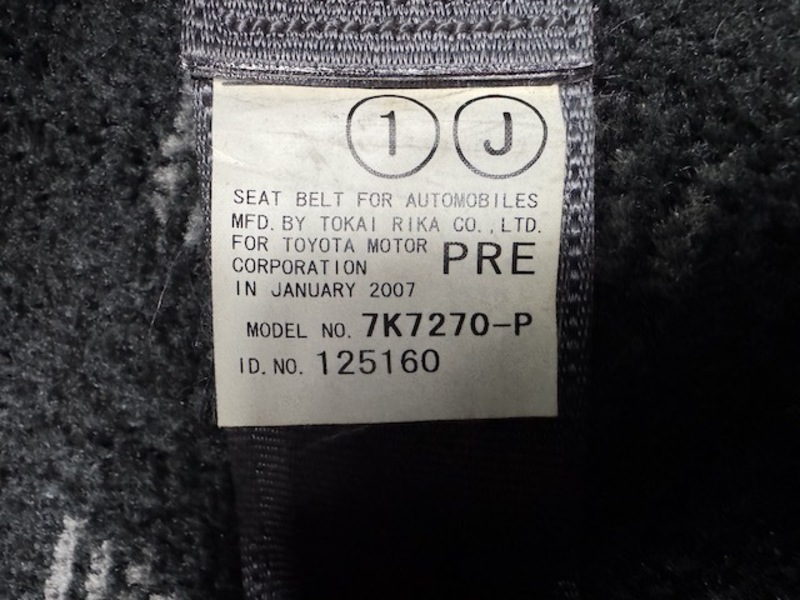 1 J
SEAT BELT FOR AUTOMOBILES
MFD. BY TOKAI RIKA CO.,LTD.
FOR TOYOTA MOTOR
CORPORATION PRE
IN JANUARY 2007
MODEL NO. 7K7270-P
ID. NO. 125160